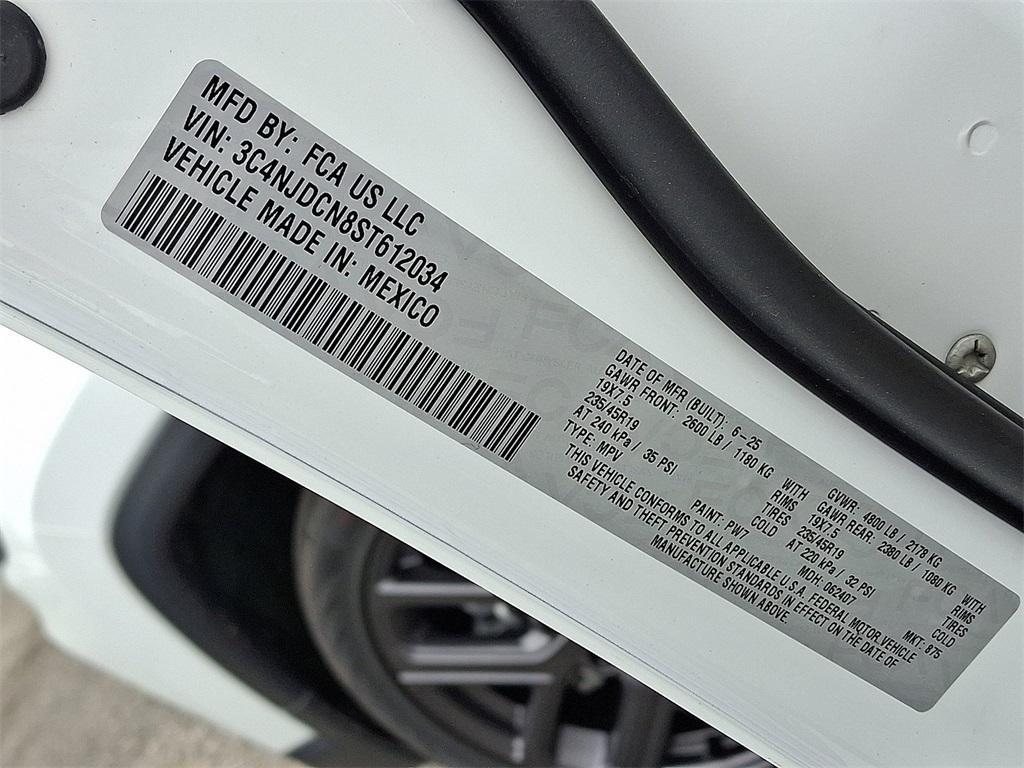 MFD BY: FCA US LLC
VIN: 3C4NJDCN8ST612034
VEHICLE MADE IN: MEXICO
DATE OF MFR (BUILT): 6-25 GVWR: 4800 LB / 2178 KG
GAWR FRONT: 2600 LB / 1180 KG WITH GAWR REAR: 2380 LB / 1080 KG WITH
19X7.5 RIMS 19X7.5 RIMS
235/45R19 TIRES 235/45R19 TIRES
AT 240 kPa / 35 PSI COLD AT 220 kPa / 32 PSI COLD
TYPE: MPV PAINT: PW7 MDH: 062407 MKT: 875
THIS VEHICLE CONFORMS TO ALL APPLICABLE U.S.A. FEDERAL MOTOR VEHICLE
SAFETY AND THEFT PREVENTION STANDARDS IN EFFECT ON THE DATE OF
MANUFACTURE SHOWN ABOVE.